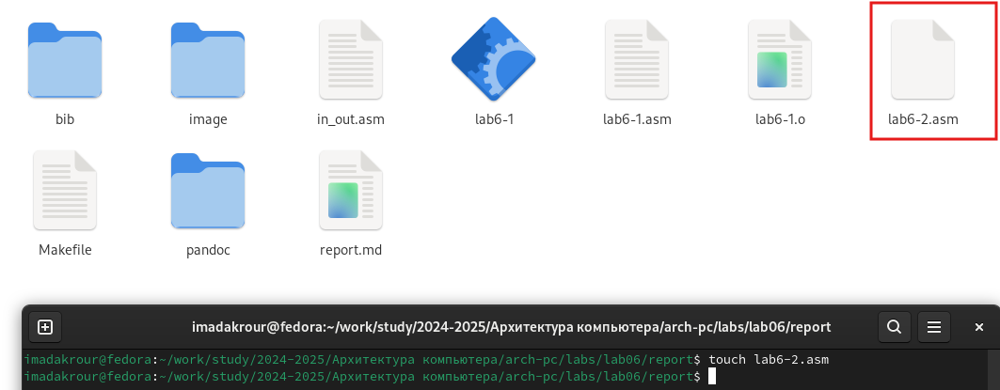 bib
image
in_out.asm
lab6-1
lab6-1.asm
lab6-1.o
lab6-2.asm
Makefile
pandoc
report.md
imadakrour@fedora:~/work/study/2024-2025/Архитектура компьютера/arch-pc/labs/lab06/report
imadakrour@fedora:~/work/study/2024-2025/Архитектура компьютера/arch-pc/labs/lab06/report$ touch lab6-2.asm
imadakrour@fedora:~/work/study/2024-2025/Архитектура компьютера/arch-pc/labs/lab06/report$